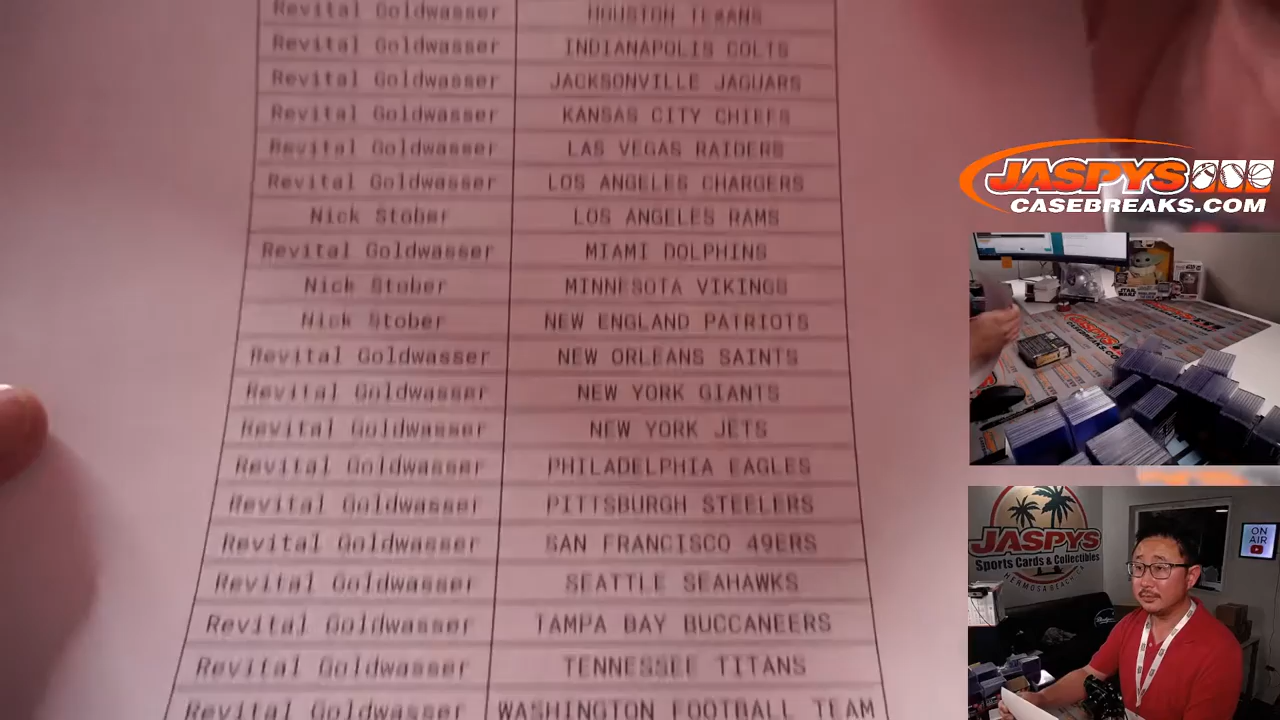 Revital Goldwasser HOUSTON TEXANS
Revital Goldwasser INDIANAPOLIS COLTS
Revital Goldwasser JACKSONVILLE JAGUARS
Revital Goldwasser KANSAS CITY CHIEFS
Revital Goldwasser LAS VEGAS RAIDERS
Revital Goldwasser LOS ANGELES CHARGERS
Nick Stober LOS ANGELES RAMS
Revital Goldwasser MIAMI DOLPHINS
Nick Stober MINNESOTA VIKINGS
Nick Stober NEW ENGLAND PATRIOTS
Revital Goldwasser NEW ORLEANS SAINTS
Revital Goldwasser NEW YORK GIANTS
Revital Goldwasser NEW YORK JETS
Revital Goldwasser PHILADELPHIA EAGLES
Revital Goldwasser PITTSBURGH STEELERS
Revital Goldwasser SAN FRANCISCO 49ERS
Revital Goldwasser SEATTLE SEAHAWKS
Revital Goldwasser TAMPA BAY BUCCANEERS
Revital Goldwasser TENNESSEE TITANS
Revital Goldwasser WASHINGTON FOOTBALL TEAM
JASPYS
CASEBREAKS.COM
JASPYS
Sports Cards & Collectibles
HERMOSA BEACH, CA
ON
AIR